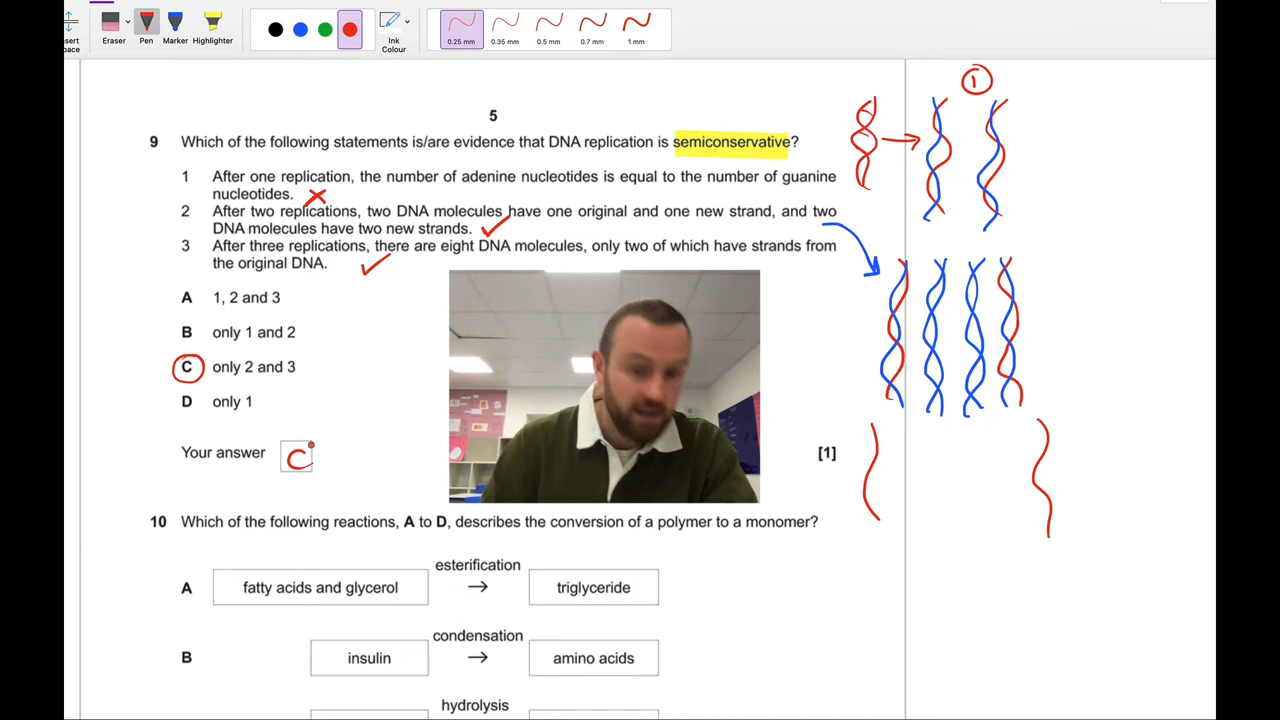 nsert
space
Eraser
Pen
Marker
Highlighter
Ink
Colour
0.25 mm
0.35 mm
0.5 mm
0.7 mm
1 mm
1
5
9 Which of the following statements is/are evidence that DNA replication is semiconservative?
1 After one replication, the number of adenine nucleotides is equal to the number of guanine
nucleotides.
2 After two replications, two DNA molecules have one original and one new strand, and two
DNA molecules have two new strands.
3 After three replications, there are eight DNA molecules, only two of which have strands from
the original DNA.
A 1, 2 and 3
B only 1 and 2
C only 2 and 3
D only 1
Your answer C [1]
10 Which of the following reactions, A to D, describes the conversion of a polymer to a monomer?
esterification
A fatty acids and glycerol → triglyceride
condensation
B insulin → amino acids
hydrolysis